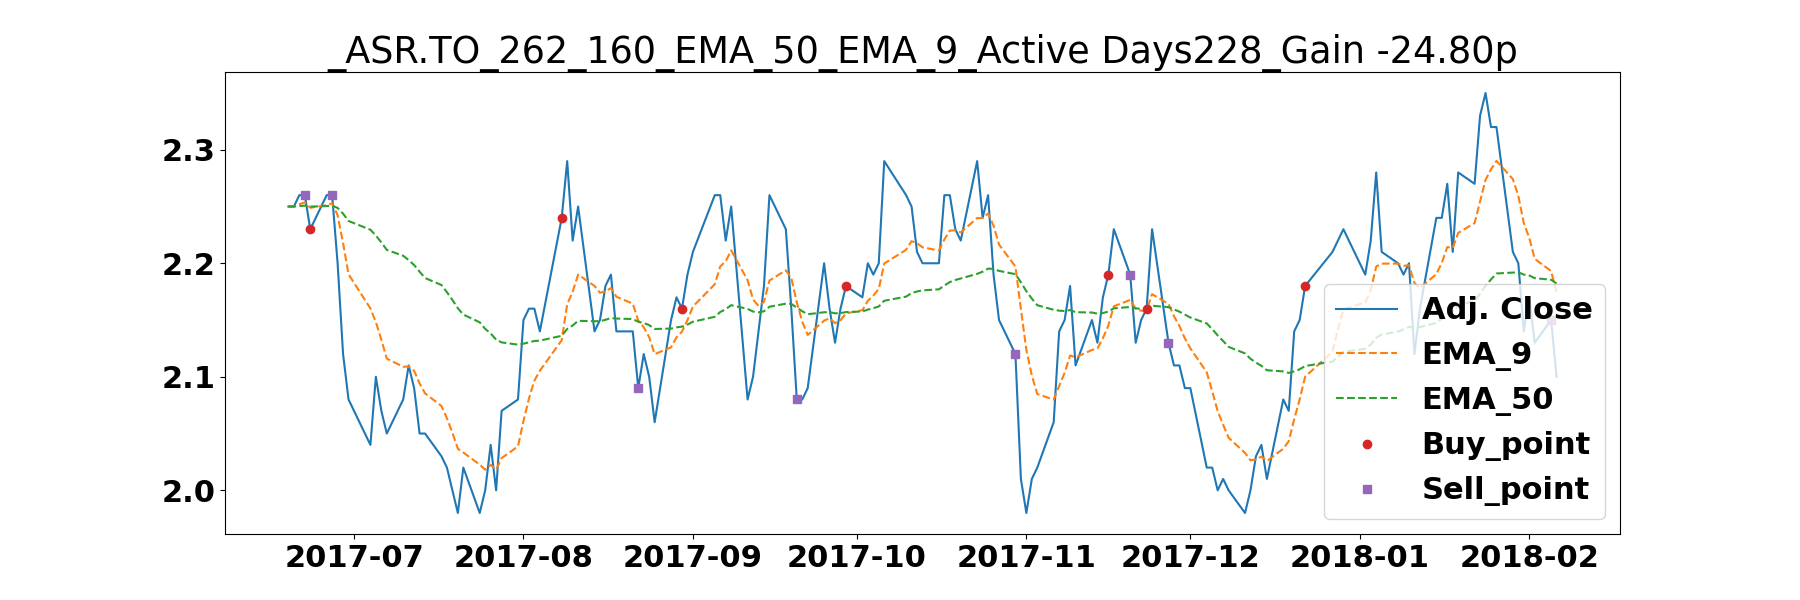 _ASR.TO_262_160_EMA_50_EMA_9_Active Days228_Gain -24.80p
2.3
2.2
2.1
2.0
Adj. Close
EMA_9
EMA_50
Buy_point
Sell_point
2017-07 2017-08 2017-09 2017-10 2017-11 2017-12 2018-01 2018-02